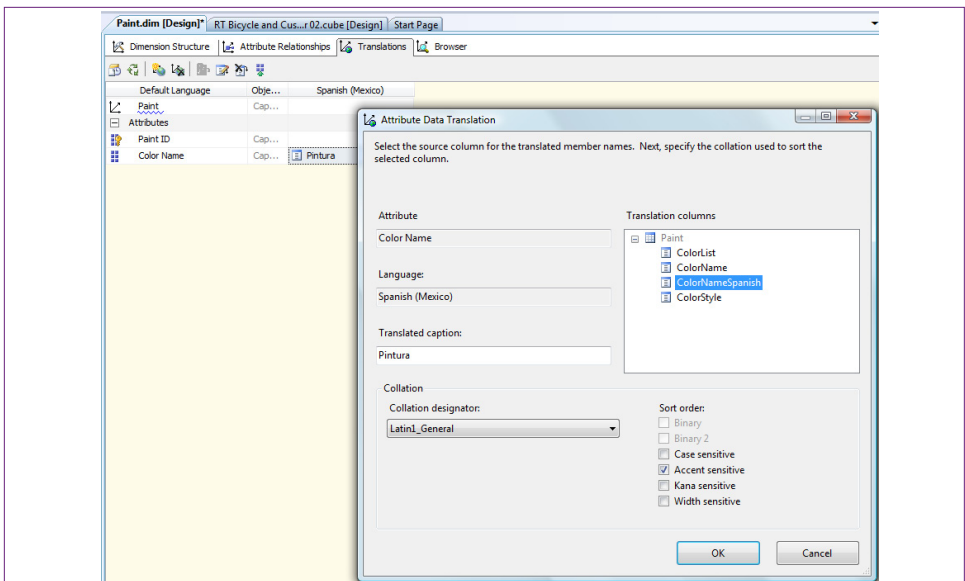 Paint.dim [Design]* RT Bicycle and Cus...r 02.cube [Design] Start Page
Dimension Structure Attribute Relationships Translations Browser
Default Language Obje... Spanish (Mexico)
Paint Cap...
Attributes
Paint ID Cap...
Color Name Cap... Pintura
Attribute Data Translation
Select the source column for the translated member names. Next, specify the collation used to sort the
selected column.
Attribute
Color Name
Language:
Spanish (Mexico)
Translated caption:
Pintura
Translation columns
Paint
ColorList
ColorName
ColorNameSpanish
ColorStyle
Collation
Collation designator:
Latin1_General
Sort order:
Binary
Binary 2
Case sensitive
Accent sensitive
Kana sensitive
Width sensitive
OK Cancel